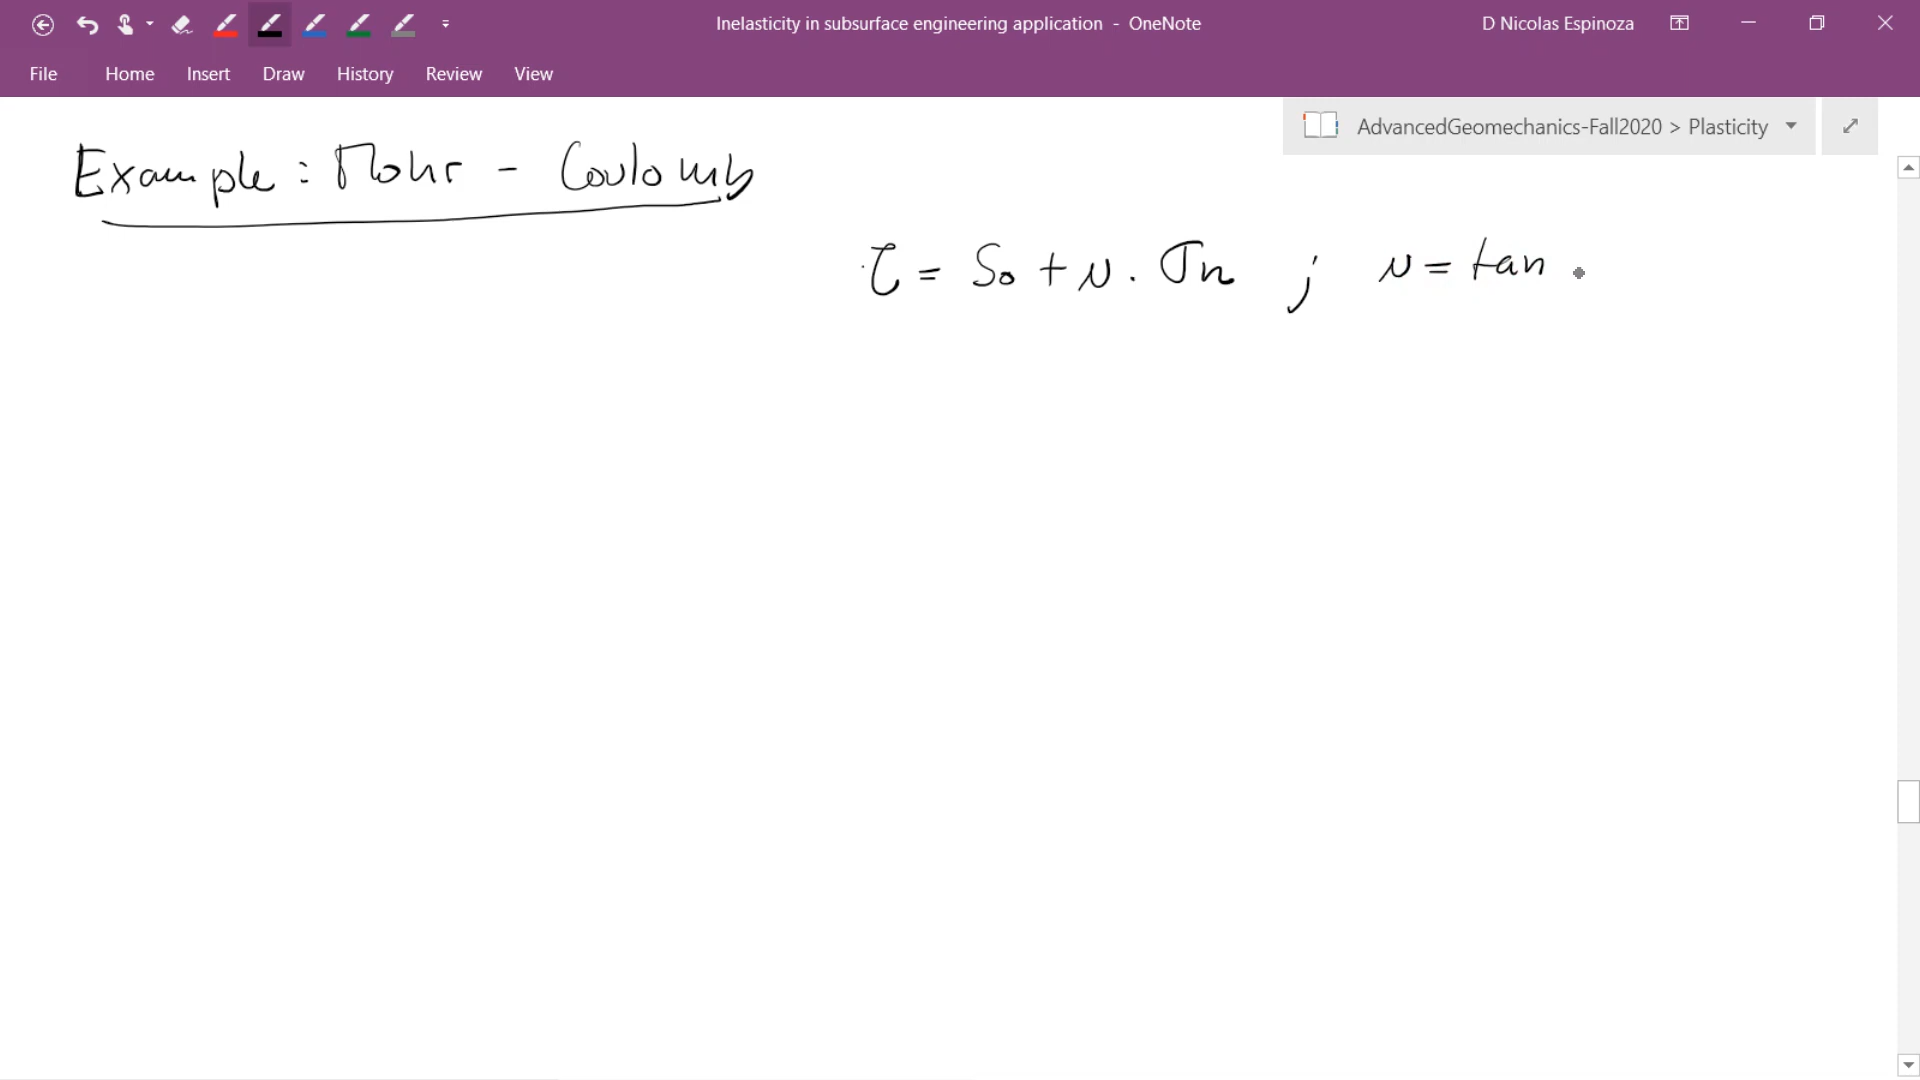 Inelasticity in subsurface engineering application - OneNote
D Nicolas Espinoza
File Home Insert Draw History Review View
AdvancedGeomechanics-Fall2020 > Plasticity
Example : Mohr - Coulomb
τ = S₀ + μ . σn ; μ = tan